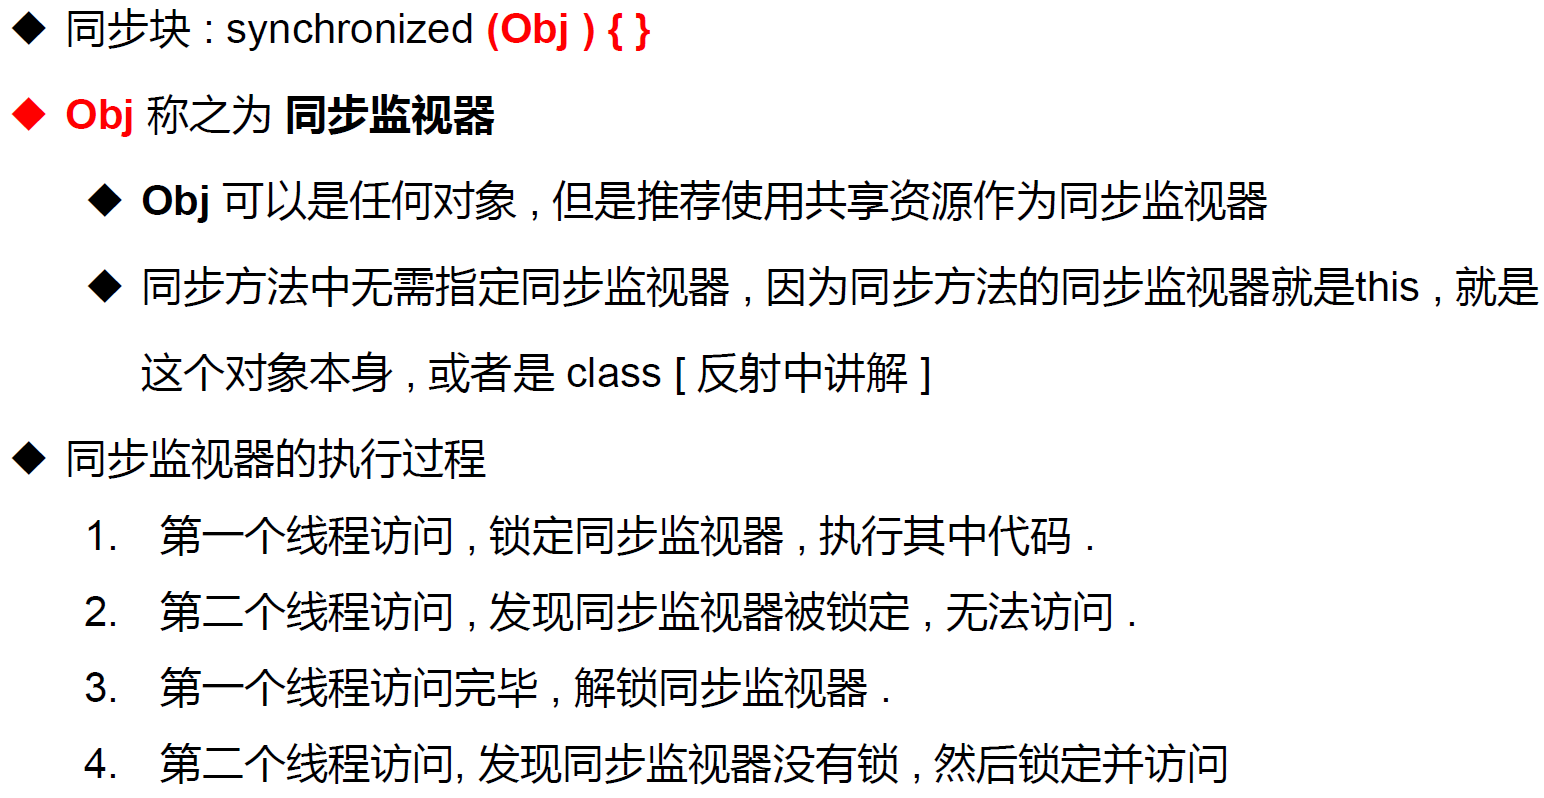 ◆ 同步块 : synchronized (Obj ) { }
◆ Obj 称之为 同步监视器
◆ Obj 可以是任何对象 , 但是推荐使用共享资源作为同步监视器
◆ 同步方法中无需指定同步监视器 , 因为同步方法的同步监视器就是this , 就是
这个对象本身 , 或者是 class [ 反射中讲解 ]
◆ 同步监视器的执行过程
1. 第一个线程访问 , 锁定同步监视器 , 执行其中代码 .
2. 第二个线程访问 , 发现同步监视器被锁定 , 无法访问 .
3. 第一个线程访问完毕 , 解锁同步监视器 .
4. 第二个线程访问, 发现同步监视器没有锁 , 然后锁定并访问